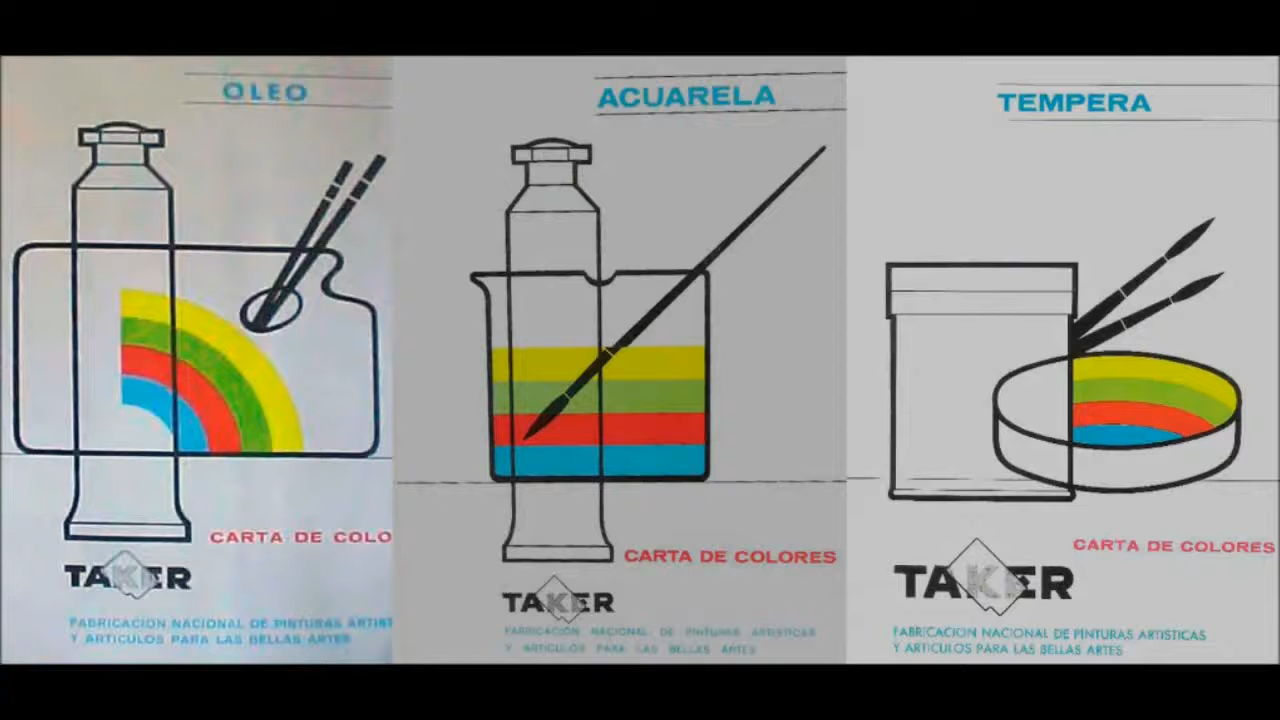 OLEO
CARTA DE COLO
TAKER
FABRICACION NACIONAL DE PINTURAS ARTIST
Y ARTICULOS PARA LAS BELLAS ARTES
ACUARELA
CARTA DE COLORES
TAKER
FABRICACION NACIONAL DE PINTURAS ARTISTICAS
Y ARTICULOS PARA LAS BELLAS ARTES
TEMPERA
CARTA DE COLORES
TAKER
FABRICACION NACIONAL DE PINTURAS ARTISTICAS
Y ARTICULOS PARA LAS BELLAS ARTES